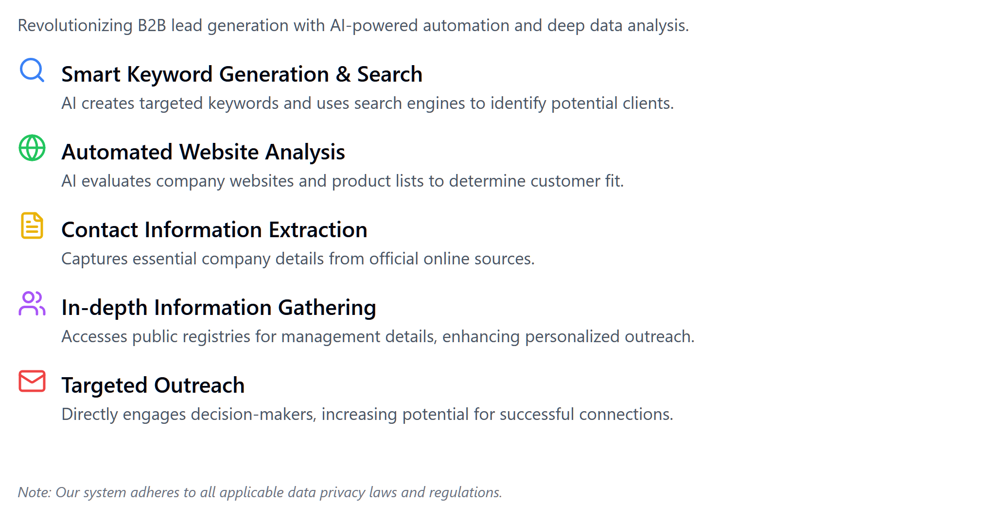 Revolutionizing B2B lead generation with AI-powered automation and deep data analysis.
Smart Keyword Generation & Search
AI creates targeted keywords and uses search engines to identify potential clients.
Automated Website Analysis
AI evaluates company websites and product lists to determine customer fit.
Contact Information Extraction
Captures essential company details from official online sources.
In-depth Information Gathering
Accesses public registries for management details, enhancing personalized outreach.
Targeted Outreach
Directly engages decision-makers, increasing potential for successful connections.
Note: Our system adheres to all applicable data privacy laws and regulations.